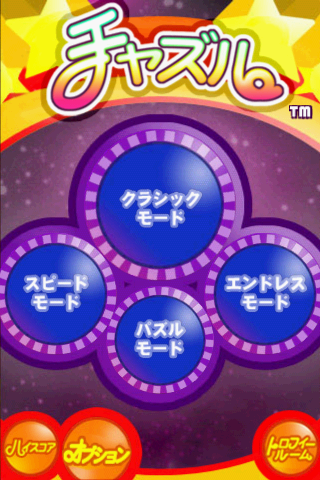 チャズル
TM
クラシック
モード
スピード
モード
エンドレス
モード
パズル
モード
ハイスコア
オプション
トロフィー
ルーム